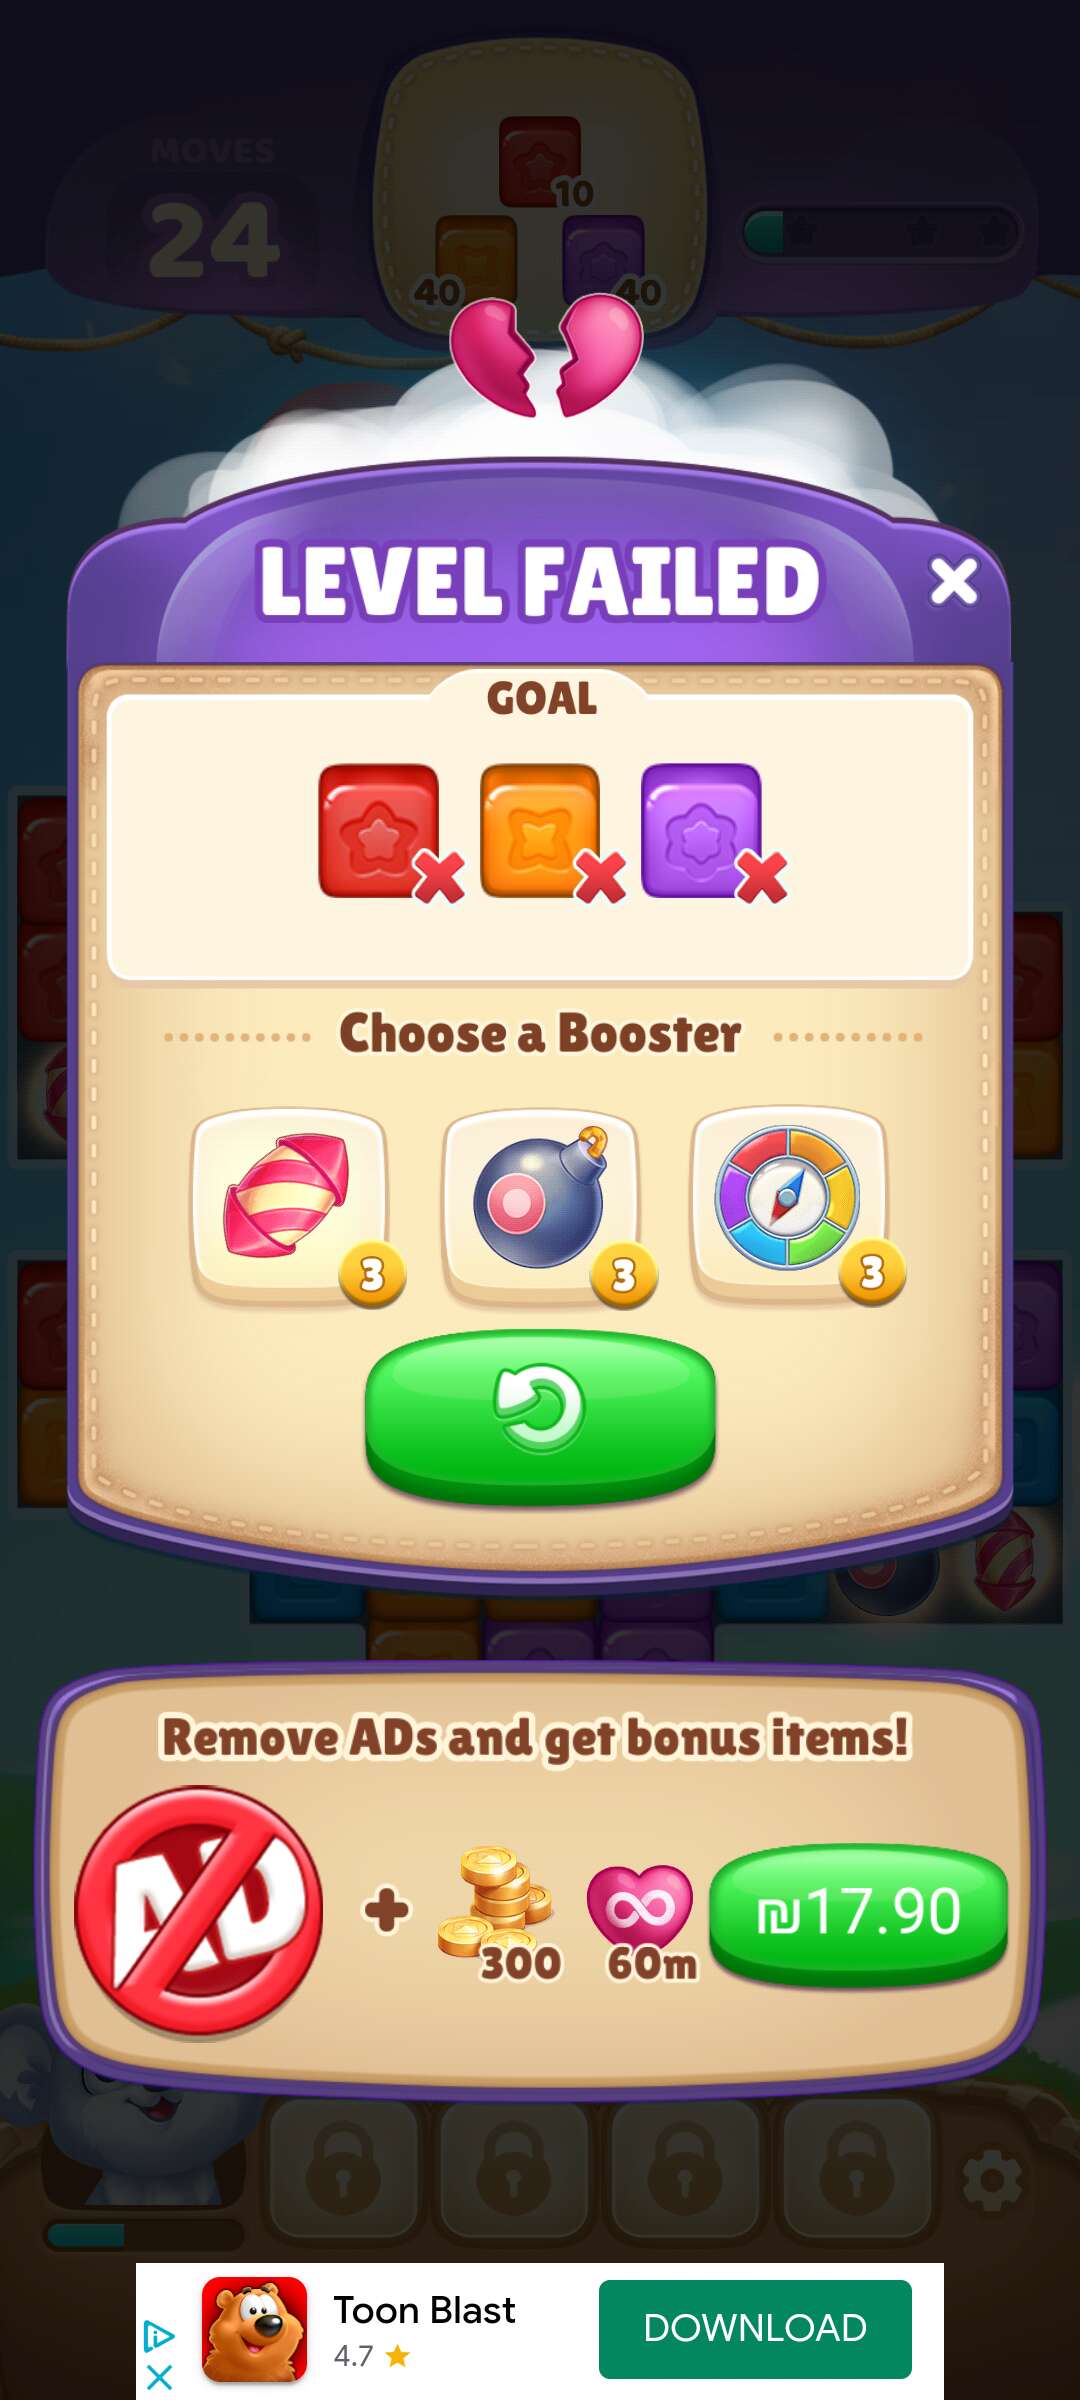 MOVES
24
10
40
40
LEVEL FAILED
GOAL
Choose a Booster
3
3
3
Remove ADs and get bonus items!
AD
300
60m
₪17.90
Toon Blast
4.7
DOWNLOAD